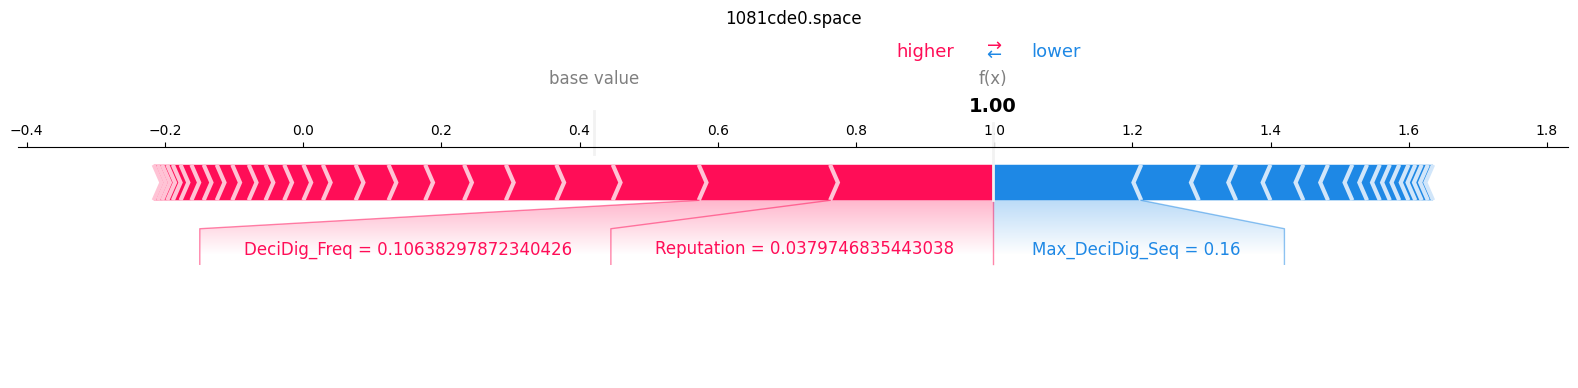 1081cde0.space
higher ⇄ lower
base value f(x)
1.00
−0.4 −0.2 0.0 0.2 0.4 0.6 0.8 1.0 1.2 1.4 1.6 1.8
DeciDig_Freq = 0.10638297872340426 Reputation = 0.0379746835443038 Max_DeciDig_Seq = 0.16